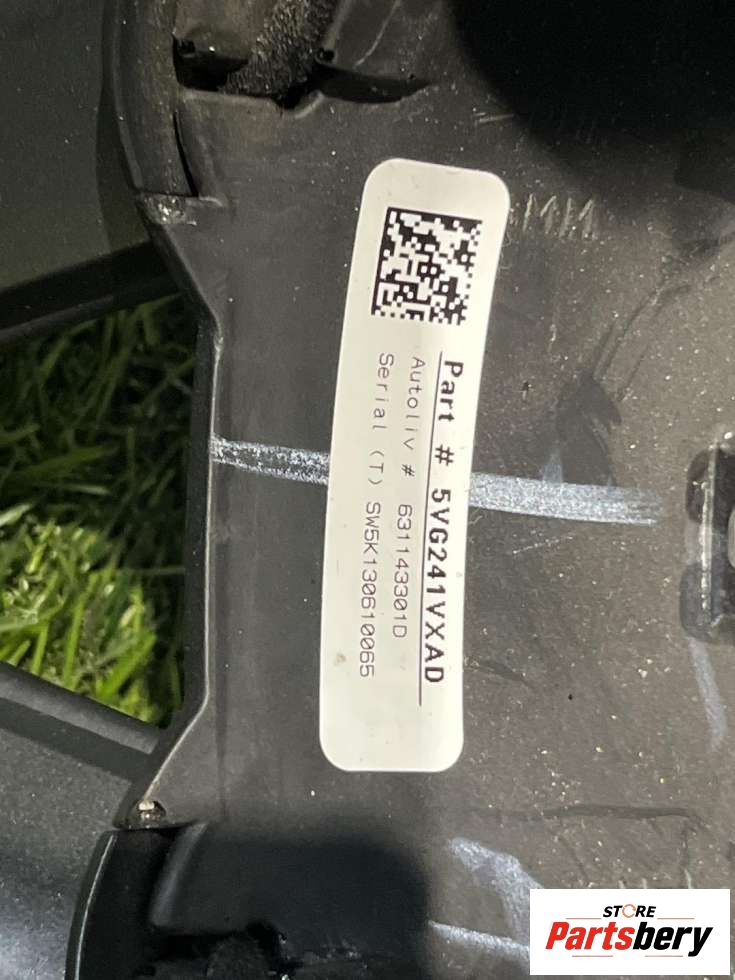 Part # 5VG241VXAD
Autoliv # 631143301D
Serial (T) SW5K130610065
STORE
Partsbery